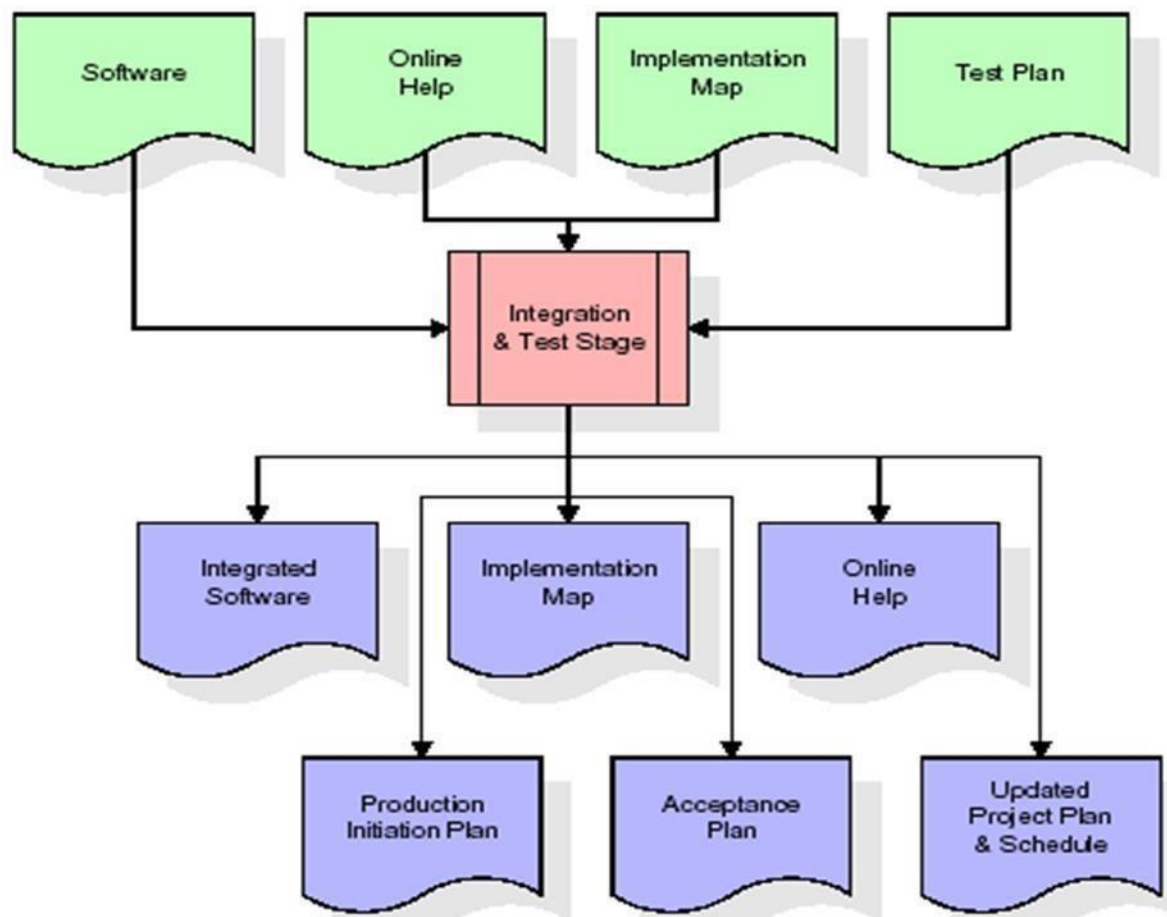 Software
Online
Help
Implementation
Map
Test Plan
Integration
& Test Stage
Integrated
Software
Implementation
Map
Online
Help
Production
Initiation Plan
Acceptance
Plan
Updated
Project Plan
& Schedule